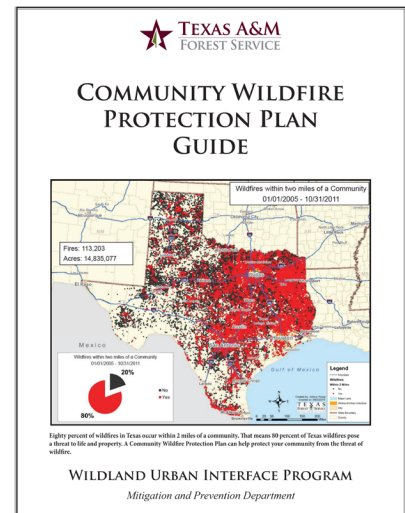 TEXAS A&M
FOREST SERVICE
COMMUNITY WILDFIRE
PROTECTION PLAN
GUIDE
Wildfires within two miles of a Community
01/01/2005 - 10/31/2011
Fires: 113,203
Acres: 14,835,077
El Paso
Mexico
Gulf of Mexico
Wildfires within two miles of a Community
01/01/2005 - 10/31/2011
20%
No
Yes
80%
Legend
TEXAS
Eighty percent of wildfires in Texas occur within 2 miles of a community. That means 80 percent of Texas wildfires pose
a threat to life and property. A Community Wildfire Protection Plan can help protect your community from the threat of
wildfire.
WILDLAND URBAN INTERFACE PROGRAM
Mitigation and Prevention Department